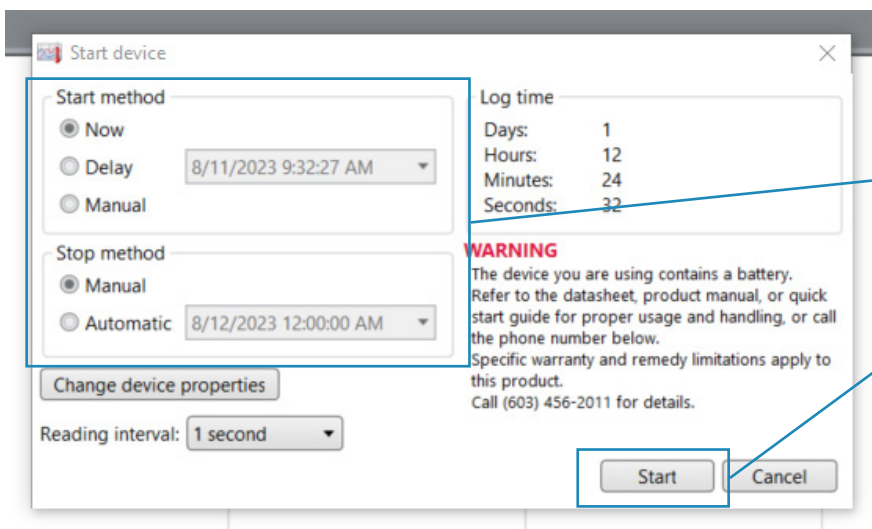 Start device
Start method
Now
Delay 8/11/2023 9:32:27 AM
Manual
Stop method
Manual
Automatic 8/12/2023 12:00:00 AM
Change device properties
Reading interval: 1 second
Log time
Days: 1
Hours: 12
Minutes: 24
Seconds: 32
WARNING
The device you are using contains a battery.
Refer to the datasheet, product manual, or quick
start guide for proper usage and handling, or call
the phone number below.
Specific warranty and remedy limitations apply to
this product.
Call (603) 456-2011 for details.
Start Cancel